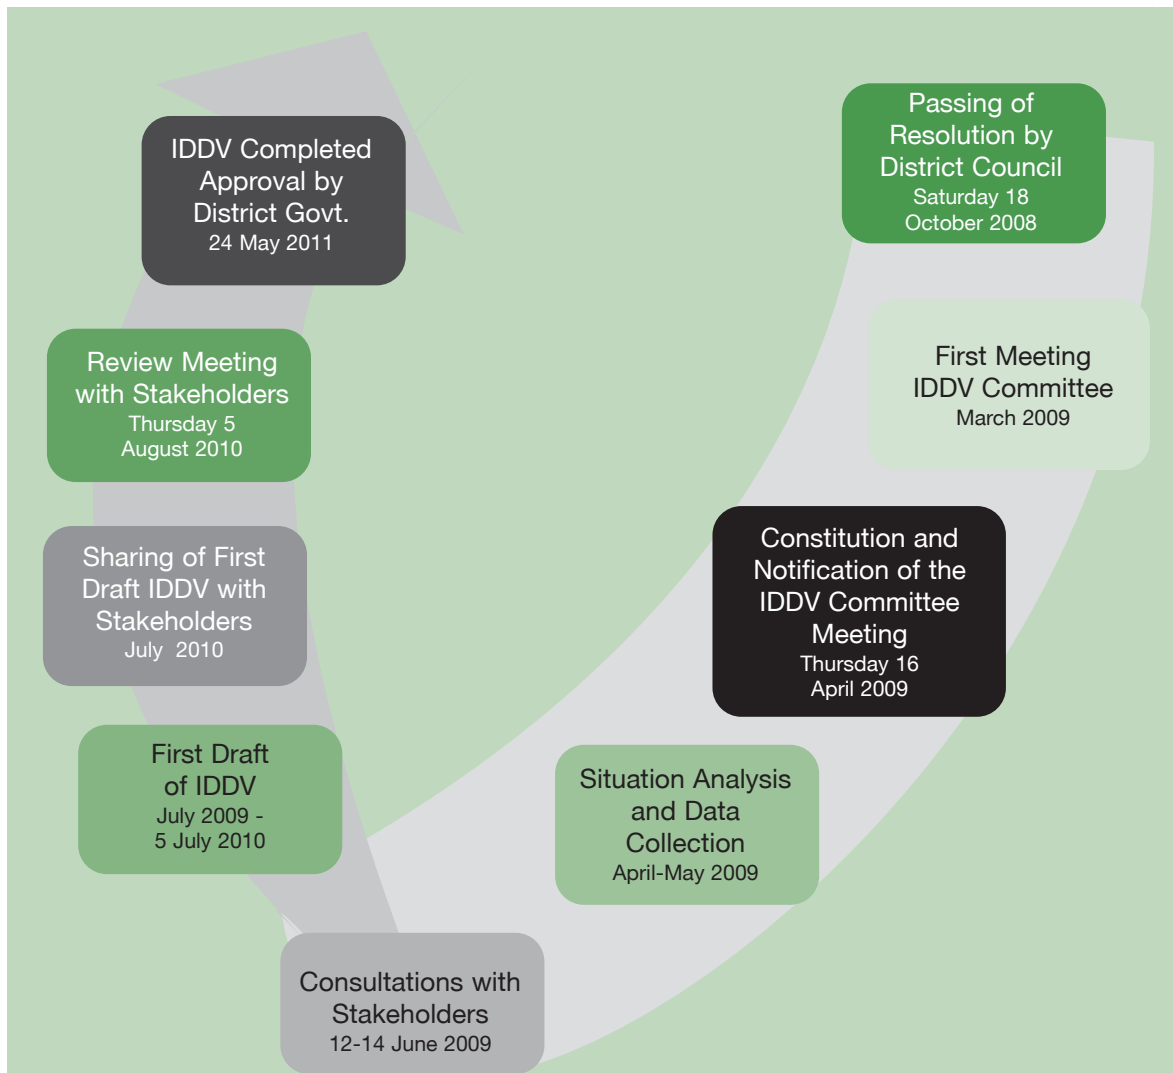 Passing of
Resolution by
District Council
Saturday 18
October 2008
First Meeting
IDDV Committee
March 2009
Constitution and
Notification of the
IDDV Committee
Meeting
Thursday 16
April 2009
Situation Analysis
and Data
Collection
April-May 2009
Consultations with
Stakeholders
12-14 June 2009
First Draft
of IDDV
July 2009 -
5 July 2010
Sharing of First
Draft IDDV with
Stakeholders
July 2010
Review Meeting
with Stakeholders
Thursday 5
August 2010
IDDV Completed
Approval by
District Govt.
24 May 2011